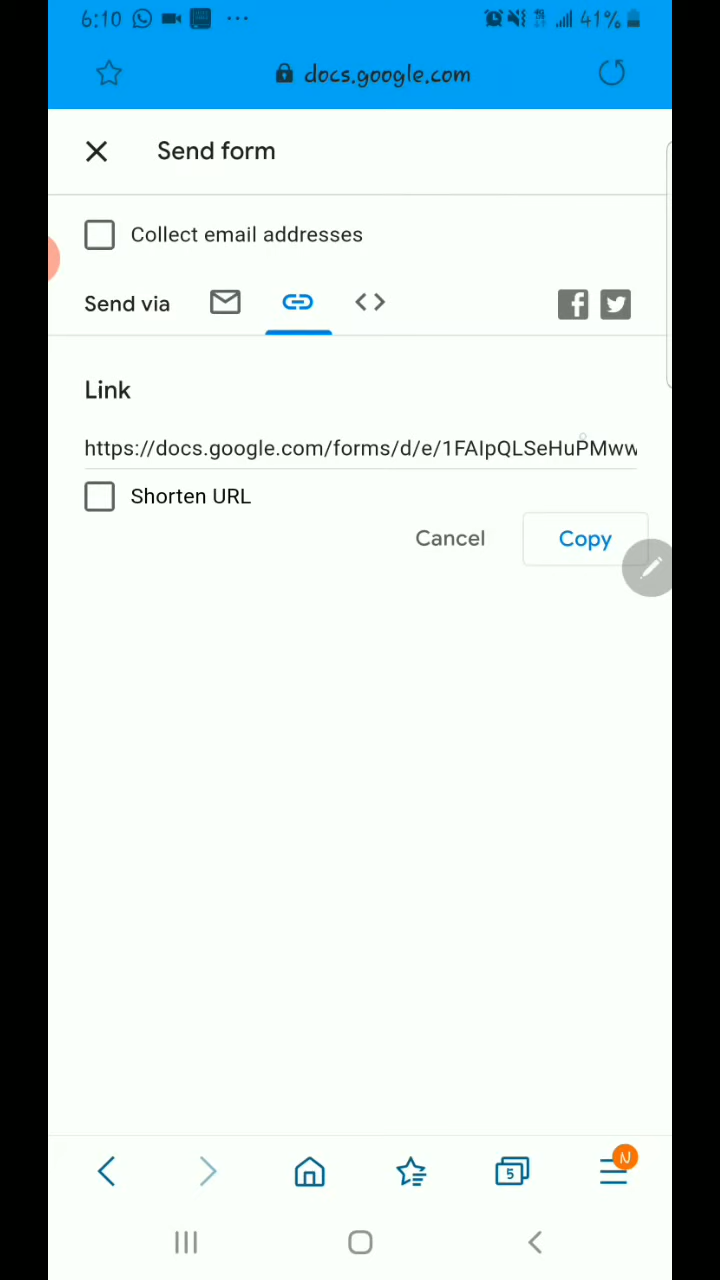 6:10 41%
docs.google.com
Send form
Collect email addresses
Send via
Link
https://docs.google.com/forms/d/e/1FAIpQLSeHuPMww
Shorten URL
Cancel Copy
5 N